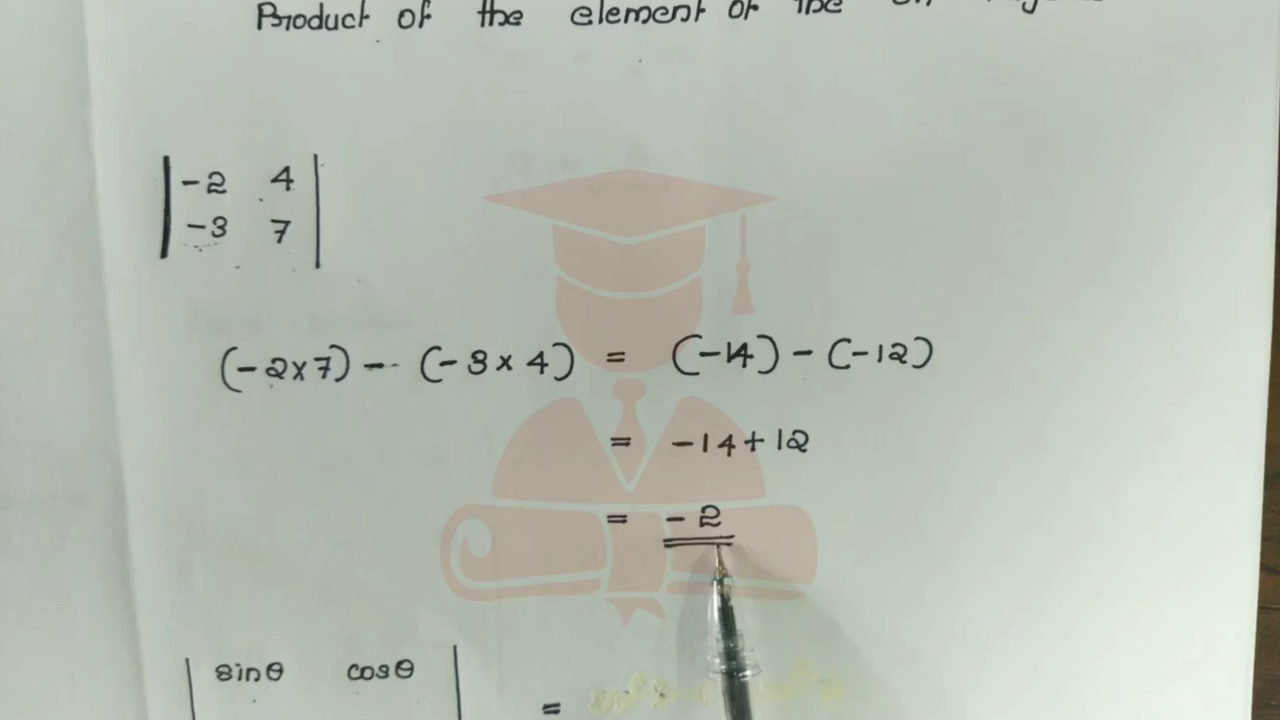 Product of the element of the
|-2 4|
|-3 7|
(-2×7) - (-3×4) = (-14) - (-12)
= -14+12
= -2
| sinθ cosθ |
=